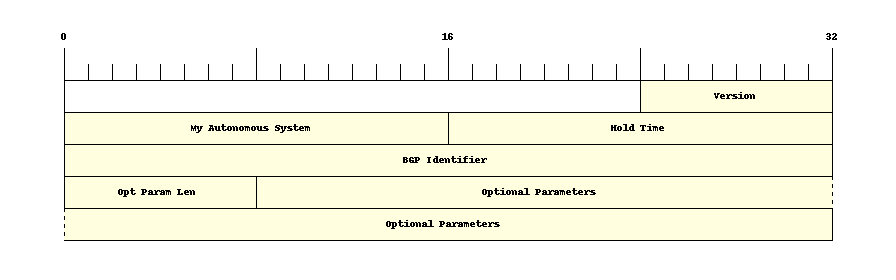 0 16 32
Version
My Autonomous System Hold Time
BGP Identifier
Opt Param Len Optional Parameters
Optional Parameters